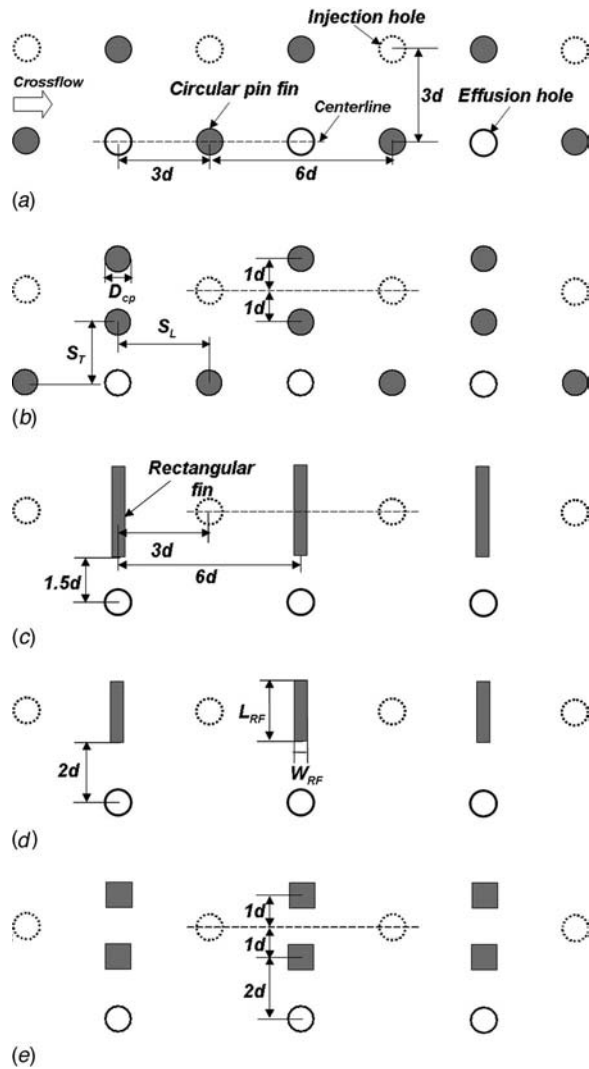 Injection hole
Crossflow
Circular pin fin
Centerline
3d
Effusion hole
3d
6d
(a)
1d
D_cp
1d
S_L
S_T
(b)
Rectangular
fin
3d
1.5d
6d
(c)
L_RF
2d
W_RF
(d)
1d
1d
2d
(e)